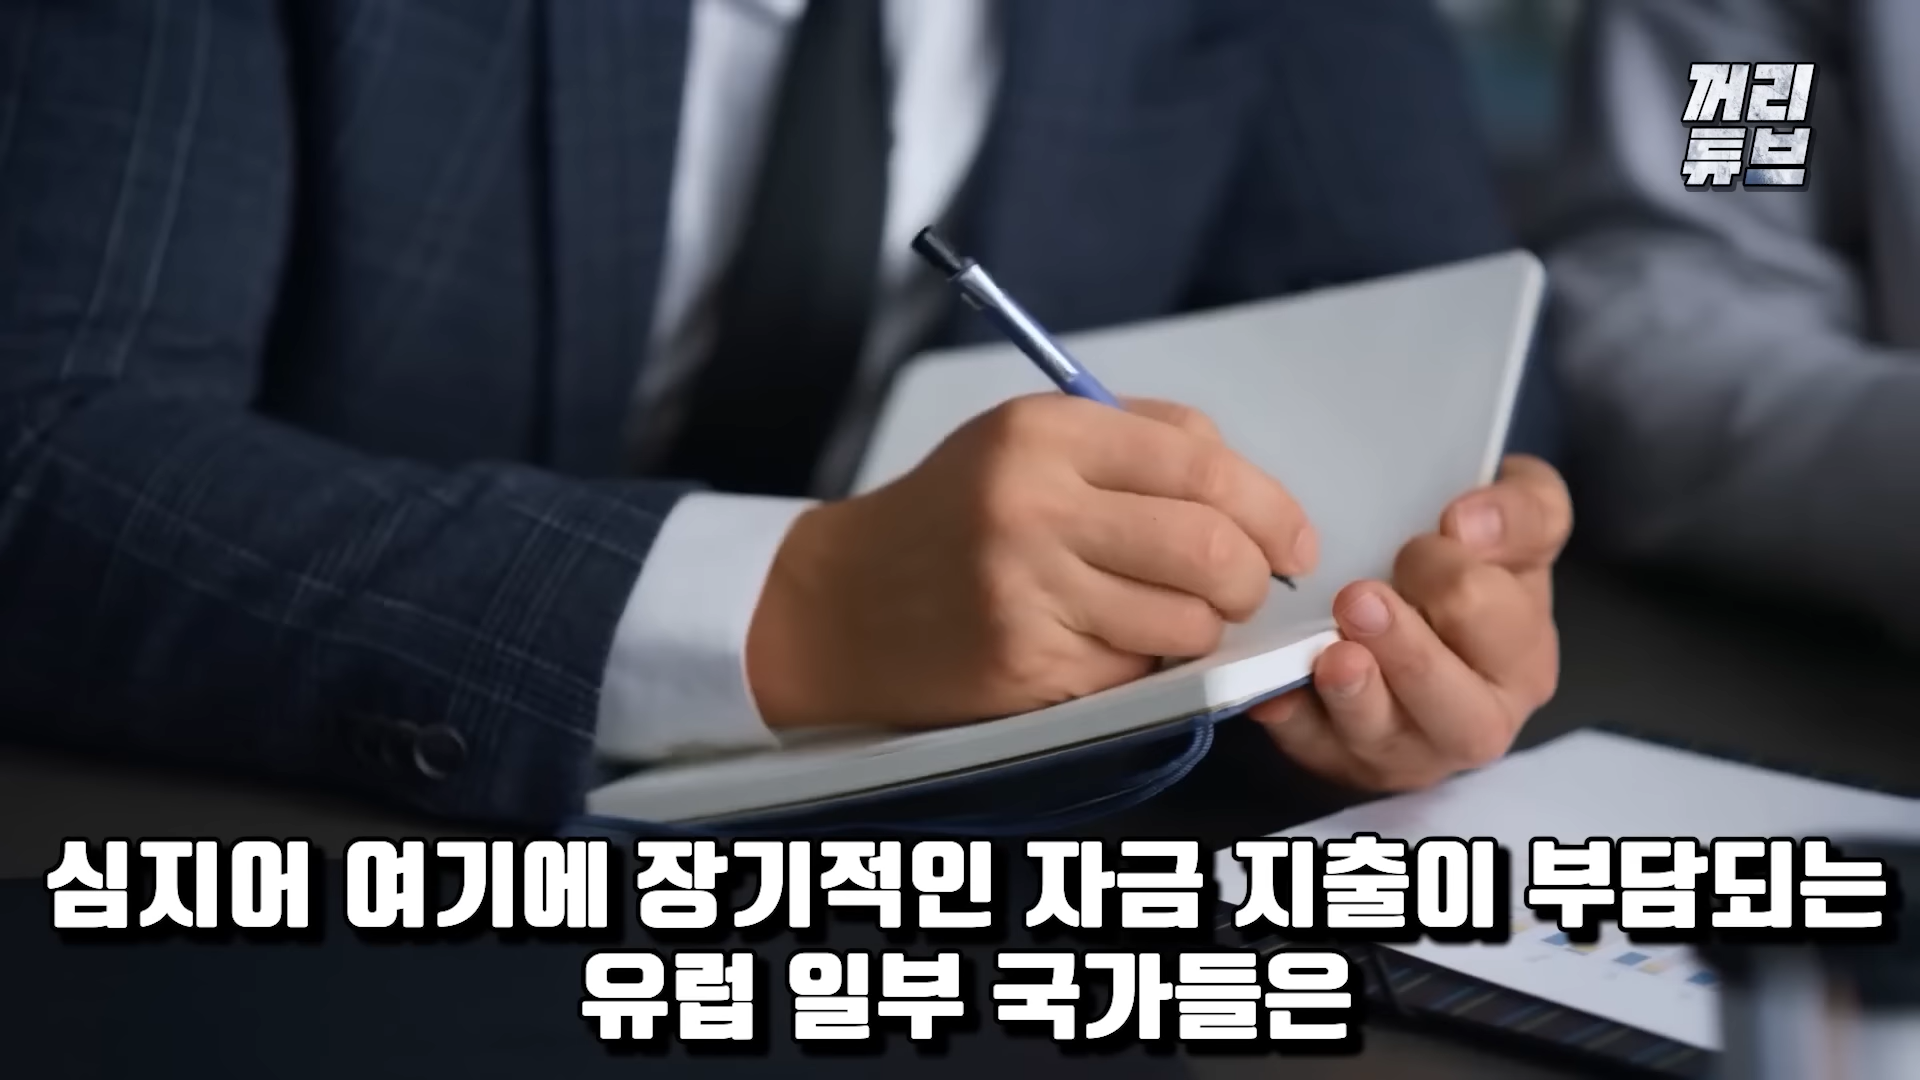 꺼리
튜브
심지어 여기에 장기적인 자금 지출이 부담되는
유럽 일부 국가들은